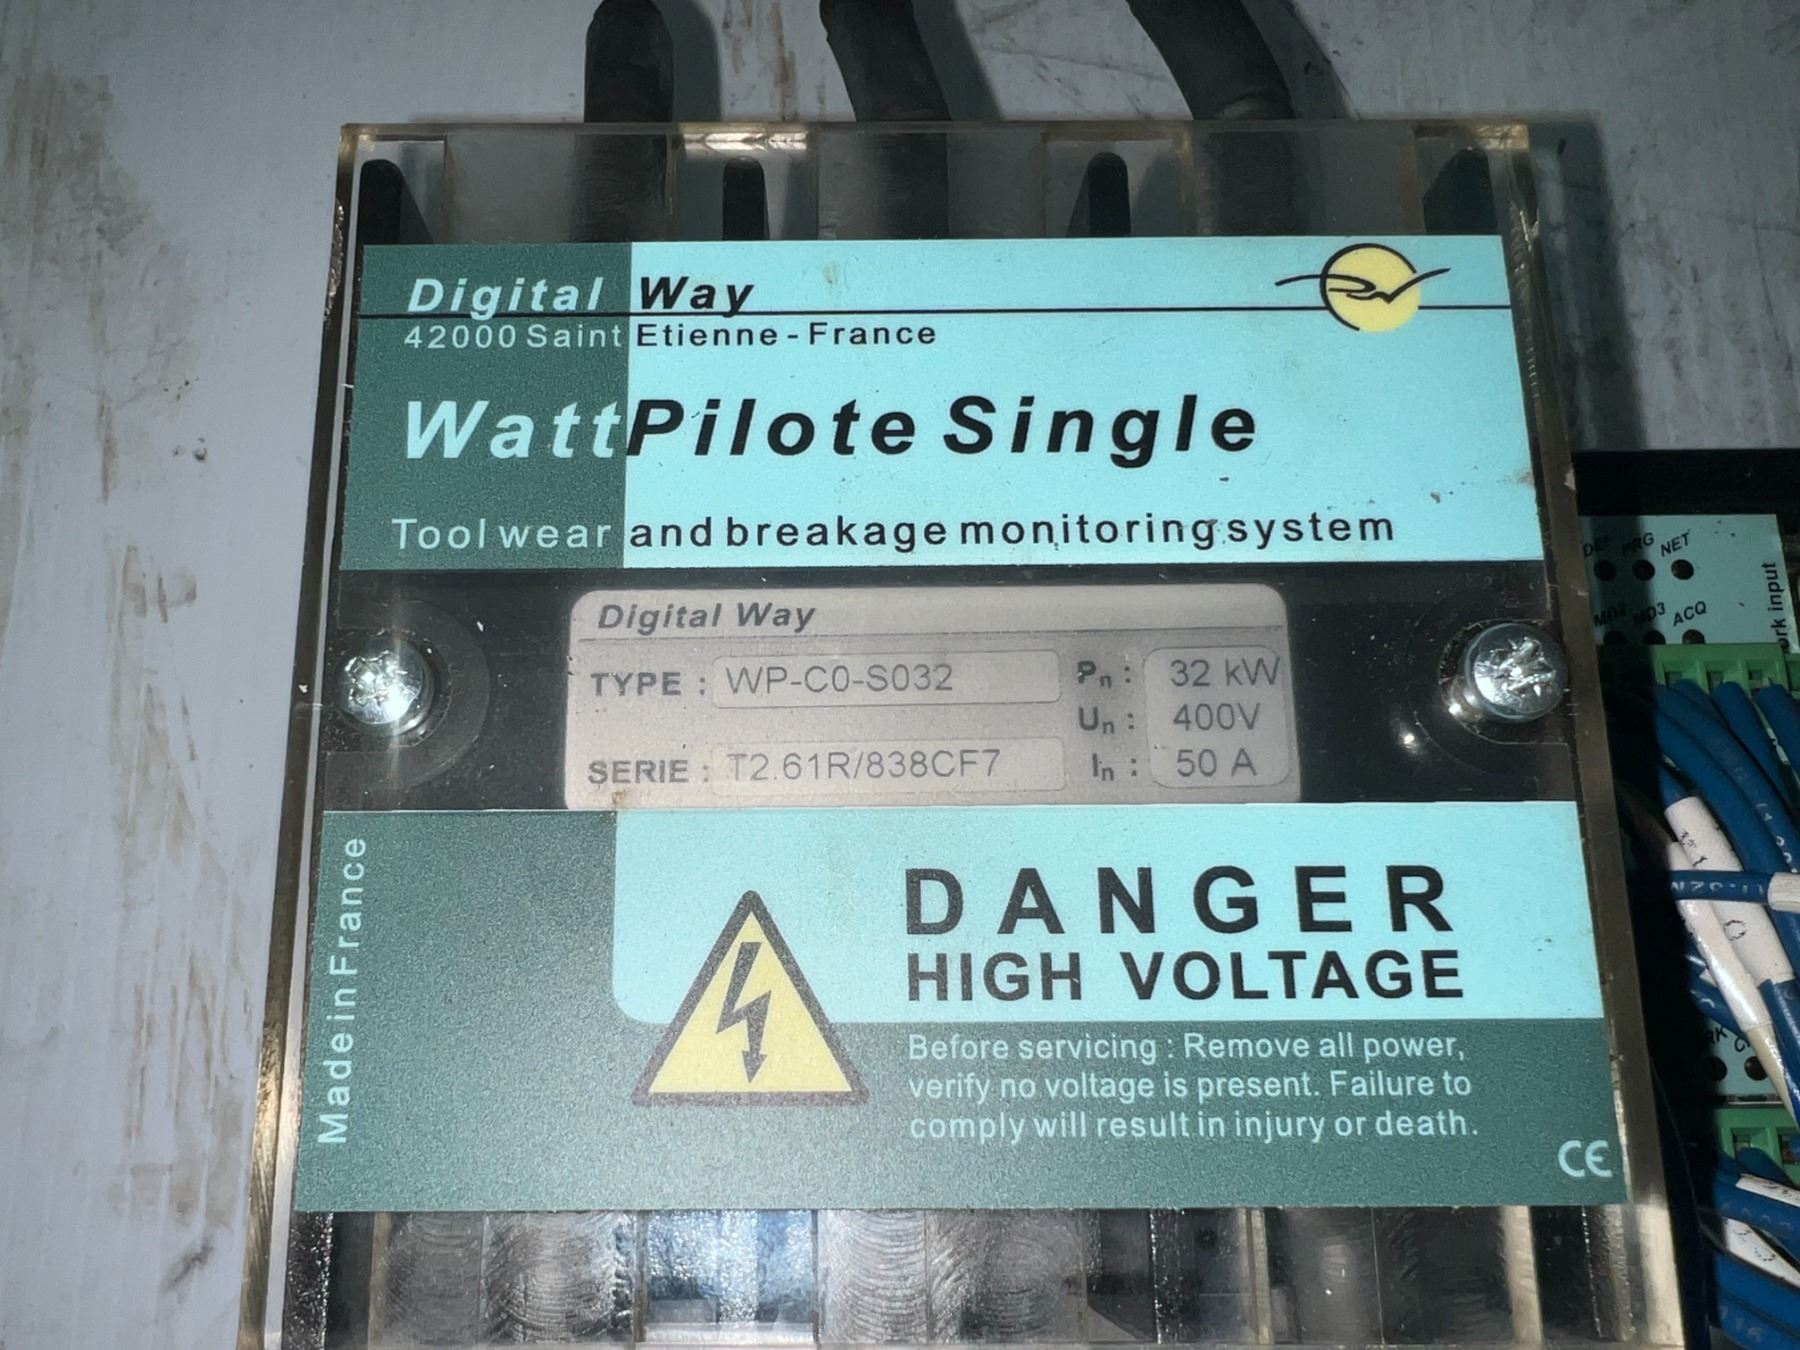 Digital Way
42000 Saint Etienne - France
WattPilote Single
Tool wear and breakage monitoring system
Digital Way
TYPE : WP-C0-S032
Pn : 32 kW
Un : 400V
SERIE : T2.61R/838CF7
In : 50 A
Made in France
DANGER
HIGH VOLTAGE
Before servicing : Remove all power,
verify no voltage is present. Failure to
comply will result in injury or death.
CE
DEF PRG NET
MD2 MD3 ACQ